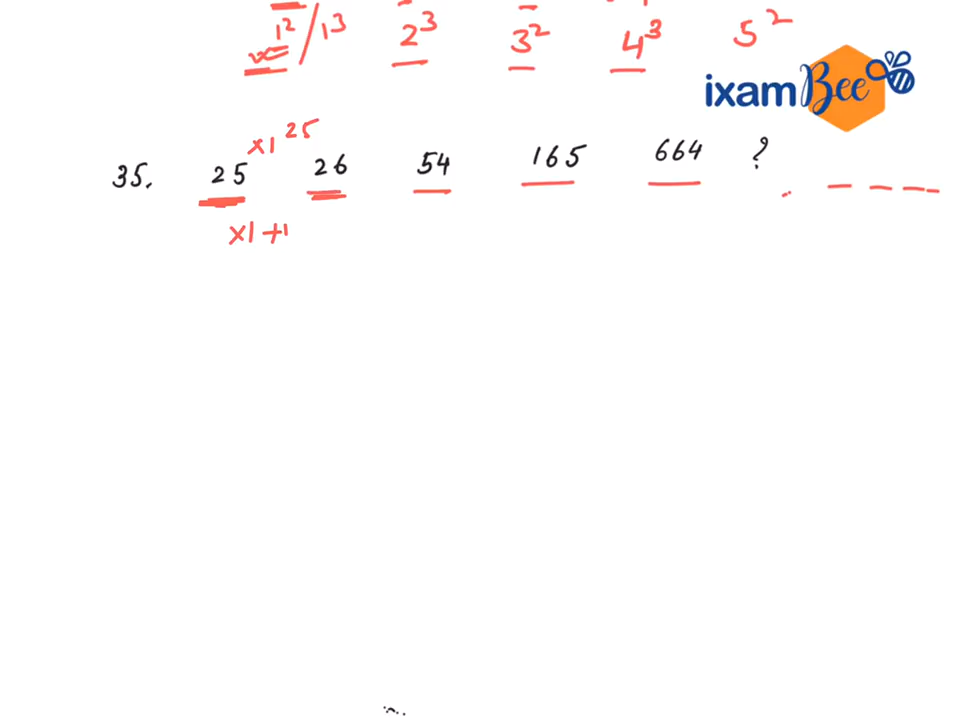 1² / 1³ 2³ 3² 4³ 5²
ixamBee
×1 25
35. 25 26 54 165 664 ?
×1 +1